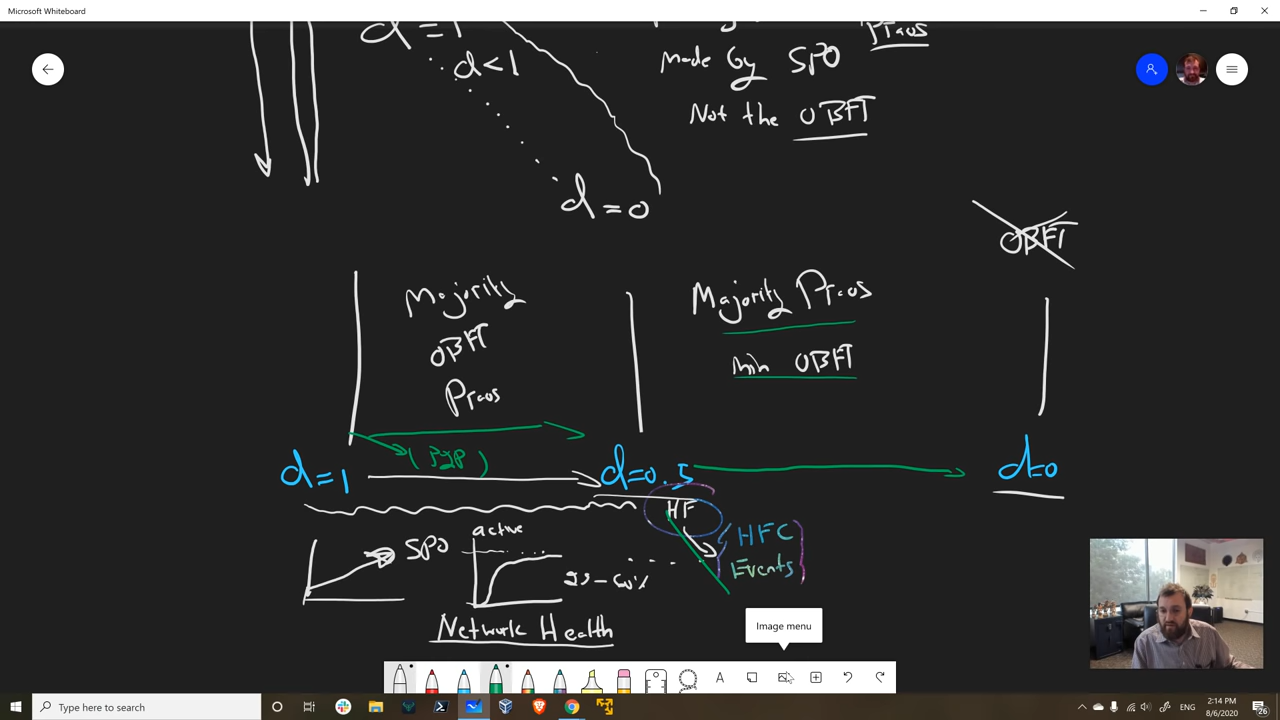 Microsoft Whiteboard
d=1
d<1
d=0
Praos
made by SPO
Not the OBFT
OBFT
Majority
OBFT
Praos
Majority Praos
min OBFT
d=1
d=0.5
d=0
HF
HFC
Events
SPO
active
Network Health
Image menu
A
Type here to search
ENG
2:14 PM
8/6/2020
26